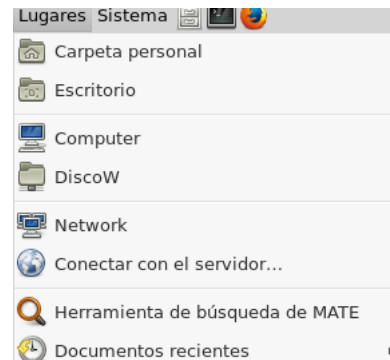 Lugares Sistema
Carpeta personal
Escritorio
Computer
DiscoW
Network
Conectar con el servidor...
Herramienta de búsqueda de MATE
Documentos recientes